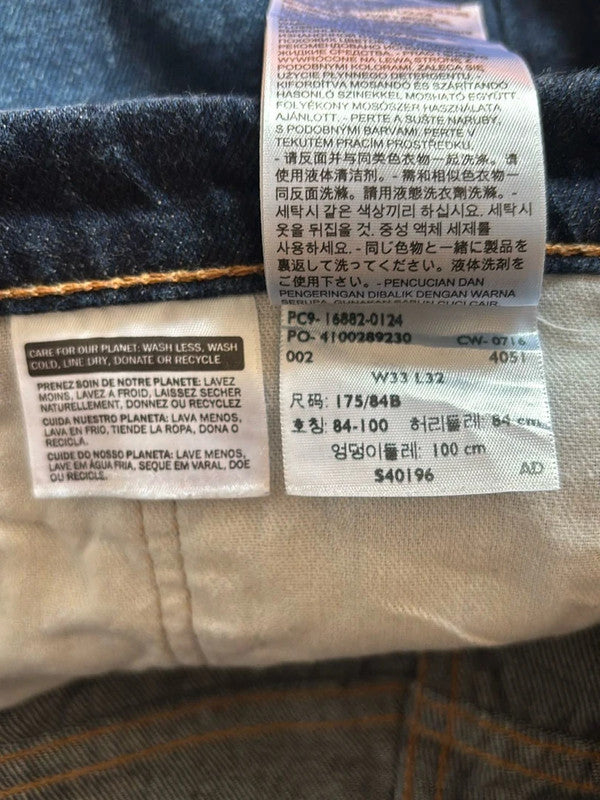 ПОХОЖИХ ЦВЕТОВ
РЕКОМЕНДОВАНО ИСПОЛЬЗОВАТЬ
ЖИДКИЕ СРЕДСТВА. - PRAĆ
WYWRÓCONE NA LEWĄ STRONĘ Z
PODOBNYMI KOLORAMI. ZALECA SIĘ
UŻYCIE PŁYNNEGO DETERGENTU. -
KIFORDÍTVA MOSANDÓ ÉS SZÁRÍTANDÓ
HASONLÓ SZÍNEKKEL MOSHATÓ EGYÜTT.
FOLYÉKONY MOSÓSZER HASZNÁLATA
AJÁNLOTT. - PERTE A SUŠTE NARUBY,
S PODOBNÝMI BARVAMI. PERTE V
TEKUTÉM PRACÍM PROSTŘEDKU.
- 请反面并与同类色衣物一起洗涤。请
使用液体清洁剂。- 需和相似色衣物一
同反面洗滌。請用液態洗衣劑洗滌。-
세탁시 같은 색상끼리 하십시요. 세탁시
옷을 뒤집을 것. 중성 액체 세제를
사용하세요. - 同じ色物と一緒に製品を
裏返して洗ってください。液体洗剤を
ご使用下さい。- PENCUCIAN DAN
PENGERINGAN DIBALIK DENGAN WARNA
SERUPA. GUNAKAN SABUN CUCI CAIR
PC9- 16882-0124
PO- 4100289230 CW- 0716
002 4051
W33 L32
尺码: 175/84B
호칭: 84-100 허리둘레: 84 cm
엉덩이둘레: 100 cm
S40196 AD
CARE FOR OUR PLANET: WASH LESS, WASH
COLD, LINE DRY, DONATE OR RECYCLE
PRENEZ SOIN DE NOTRE PLANETE: LAVEZ
MOINS, LAVEZ A FROID, LAISSEZ SECHER
NATURELLEMENT, DONNEZ OU RECYCLEZ
CUIDA NUESTRO PLANETA: LAVA MENOS,
LAVA EN FRIO, TIENDE LA ROPA, DONA O
RECICLA.
CUIDE DO NOSSO PLANETA: LAVE MENOS,
LAVE EM ÁGUA FRIA, SEQUE EM VARAL, DOE
OU RECICLE.